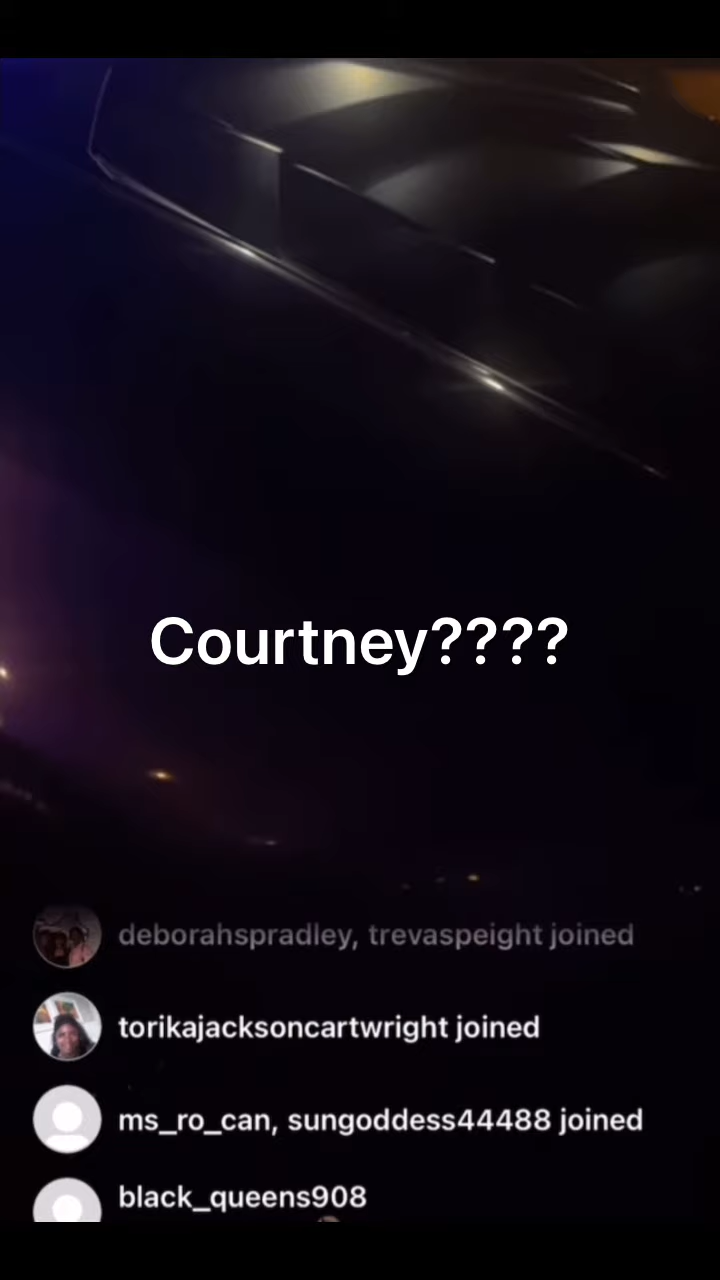 Courtney????
deborahspradley, trevaspeight joined
torikajacksoncartwright joined
ms_ro_can, sungoddess44488 joined
black_queens908